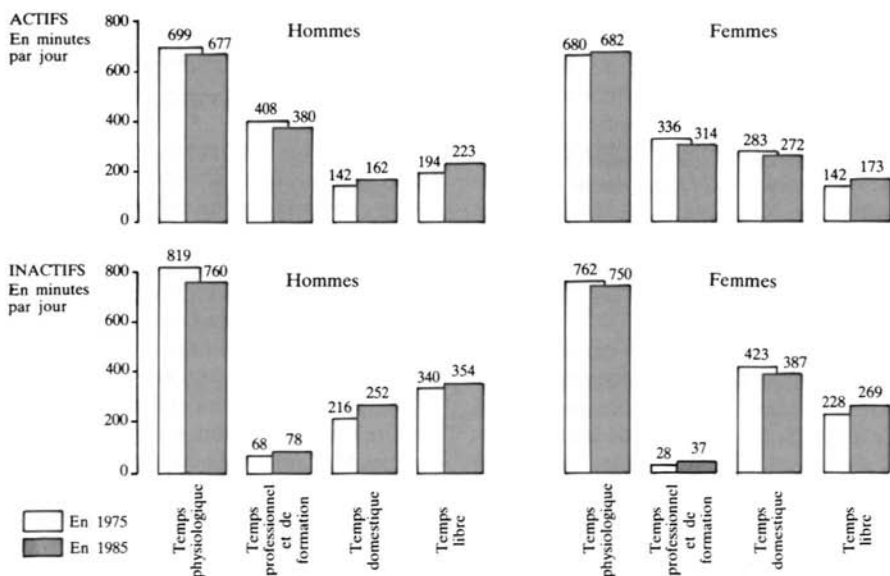 ACTIFS
En minutes
par jour
800
600
400
200
0
Hommes
699
677
408
380
142
162
194
223
Femmes
680
682
336
314
283
272
142
173
INACTIFS
En minutes
par jour
800
600
400
200
0
Hommes
819
760
68
78
216
252
340
354
Femmes
762
750
28
37
423
387
228
269
En 1975
En 1985
Temps
physiologique
Temps
professionnel
et de
formation
Temps
domestique
Temps
libre
Temps
physiologique
Temps
professionnel
et de
formation
Temps
domestique
Temps
libre